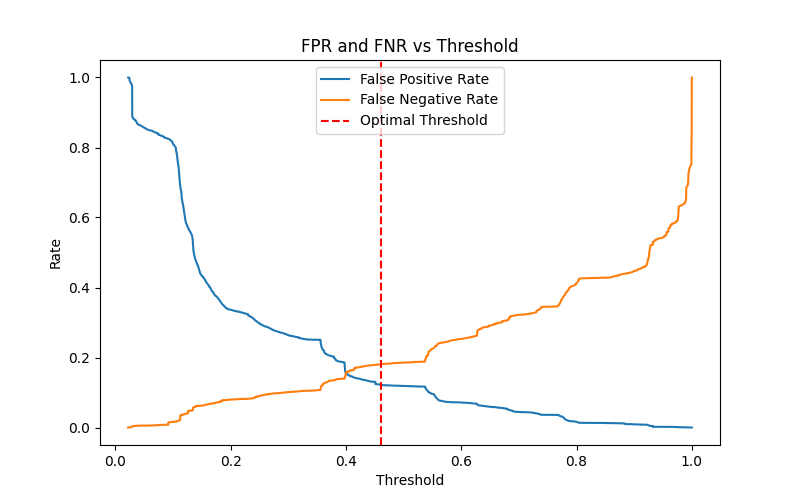 FPR and FNR vs Threshold
False Positive Rate
False Negative Rate
Optimal Threshold
1.0
0.8
0.6
0.4
0.2
0.0
Rate
0.0 0.2 0.4 0.6 0.8 1.0
Threshold